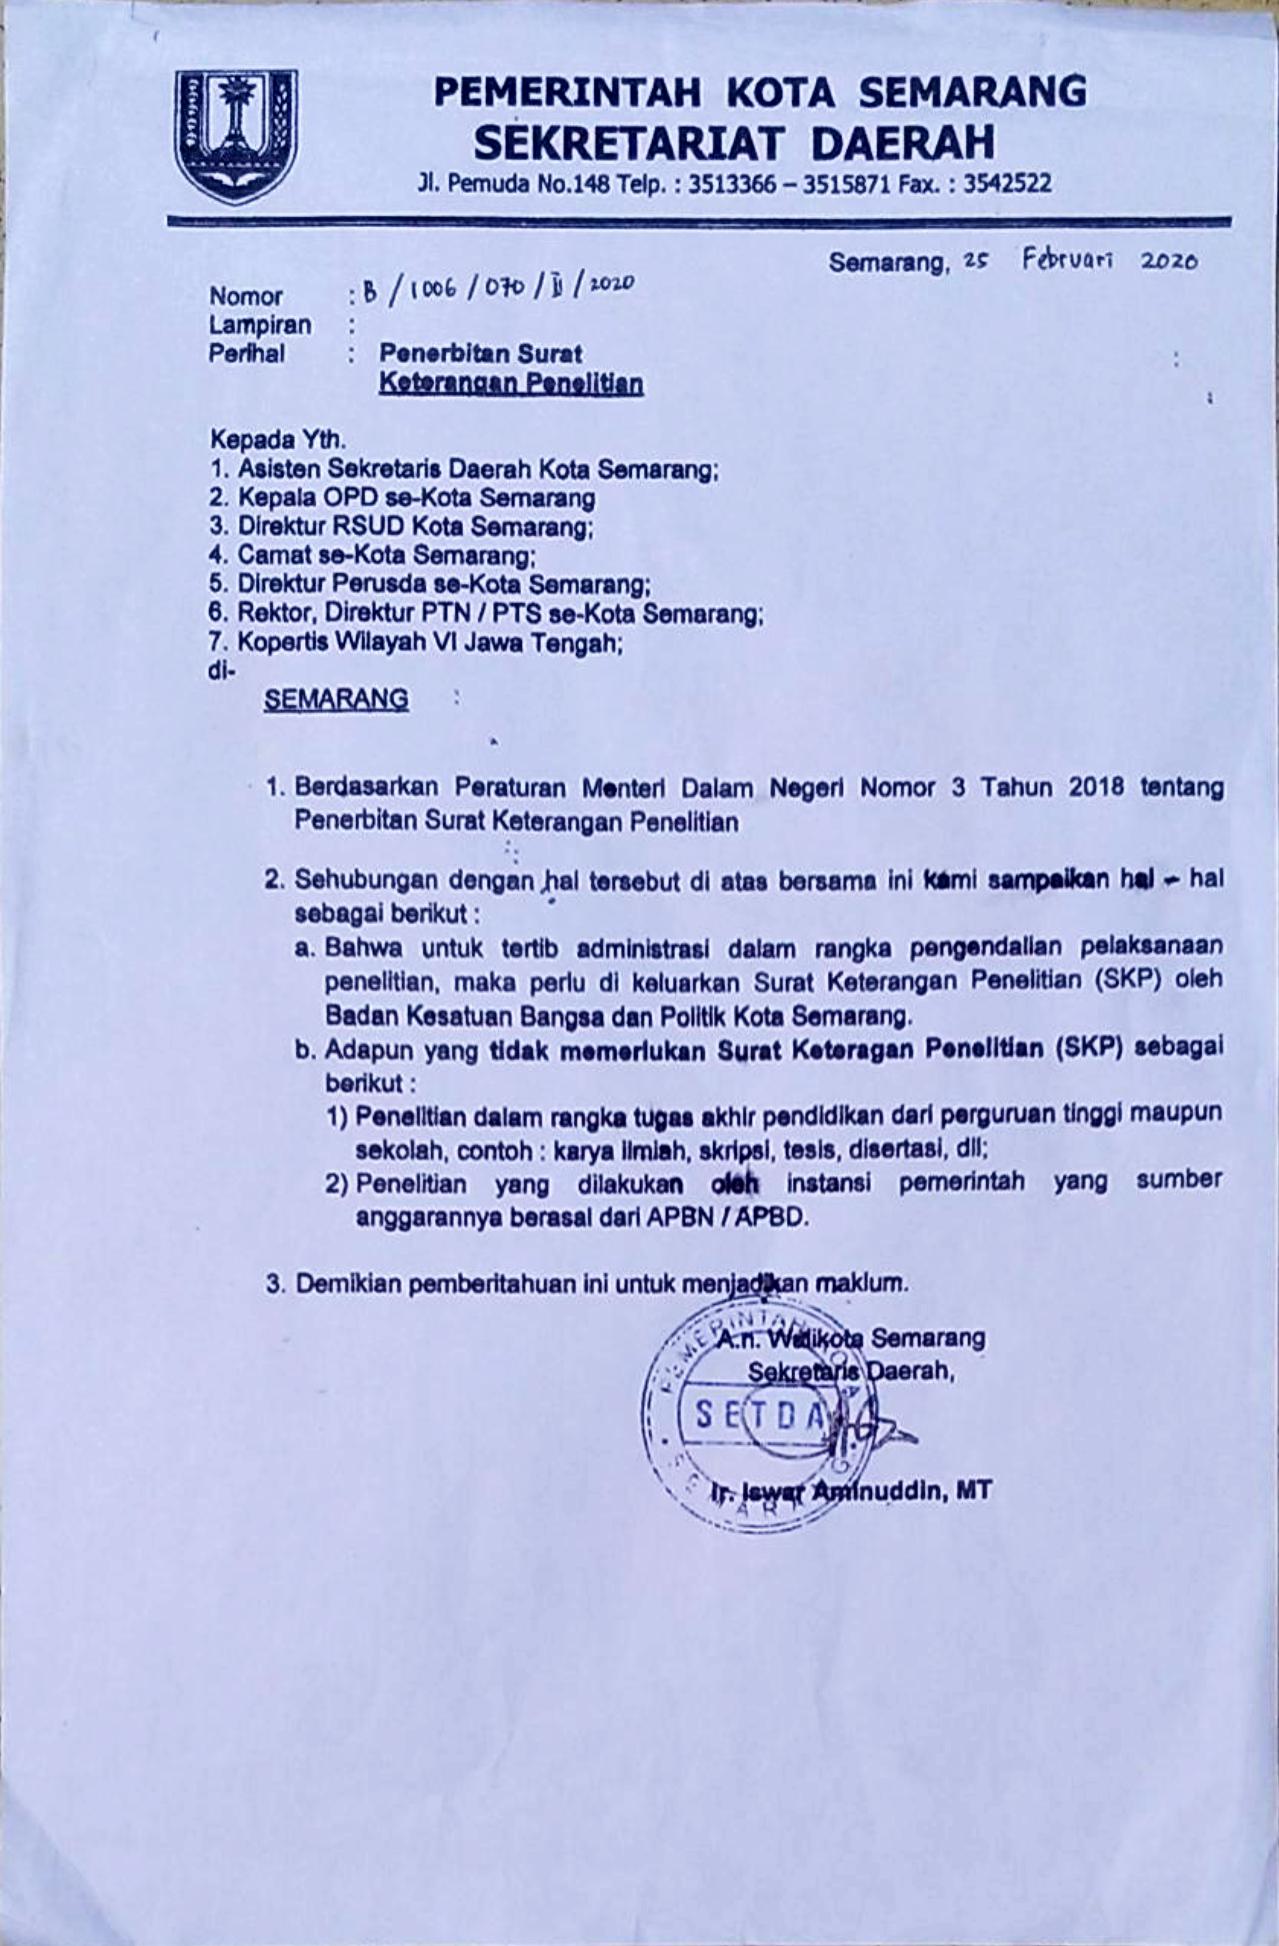 PEMERINTAH KOTA SEMARANG
SEKRETARIAT DAERAH
Jl. Pemuda No.148 Telp. : 3513366 – 3515871 Fax. : 3542522
Semarang, 25 Februari 2020
Nomor : B / 1006 / 070 / II / 2020
Lampiran :
Perihal : Penerbitan Surat
Keterangan Penelitian
Kepada Yth.
1. Asisten Sekretaris Daerah Kota Semarang;
2. Kepala OPD se-Kota Semarang
3. Direktur RSUD Kota Semarang;
4. Camat se-Kota Semarang;
5. Direktur Perusda se-Kota Semarang;
6. Rektor, Direktur PTN / PTS se-Kota Semarang;
7. Kopertis Wilayah VI Jawa Tengah;
di-
SEMARANG :
1. Berdasarkan Peraturan Menteri Dalam Negeri Nomor 3 Tahun 2018 tentang
Penerbitan Surat Keterangan Penelitian
2. Sehubungan dengan hal tersebut di atas bersama ini kami sampaikan hal – hal
sebagai berikut :
a. Bahwa untuk tertib administrasi dalam rangka pengendalian pelaksanaan
penelitian, maka perlu di keluarkan Surat Keterangan Penelitian (SKP) oleh
Badan Kesatuan Bangsa dan Politik Kota Semarang.
b. Adapun yang tidak memerlukan Surat Keteragan Penelitian (SKP) sebagai
berikut :
1) Penelitian dalam rangka tugas akhir pendidikan dari perguruan tinggi maupun
sekolah, contoh : karya ilmiah, skripsi, tesis, disertasi, dll;
2) Penelitian yang dilakukan oleh instansi pemerintah yang sumber
anggarannya berasal dari APBN / APBD.
3. Demikian pemberitahuan ini untuk menjadikan maklum.
A.n. Walikota Semarang
Sekretaris Daerah,
PEMERINTAH KOTA
SETDA
SEMARANG
Ir. Iswar Aminuddin, MT